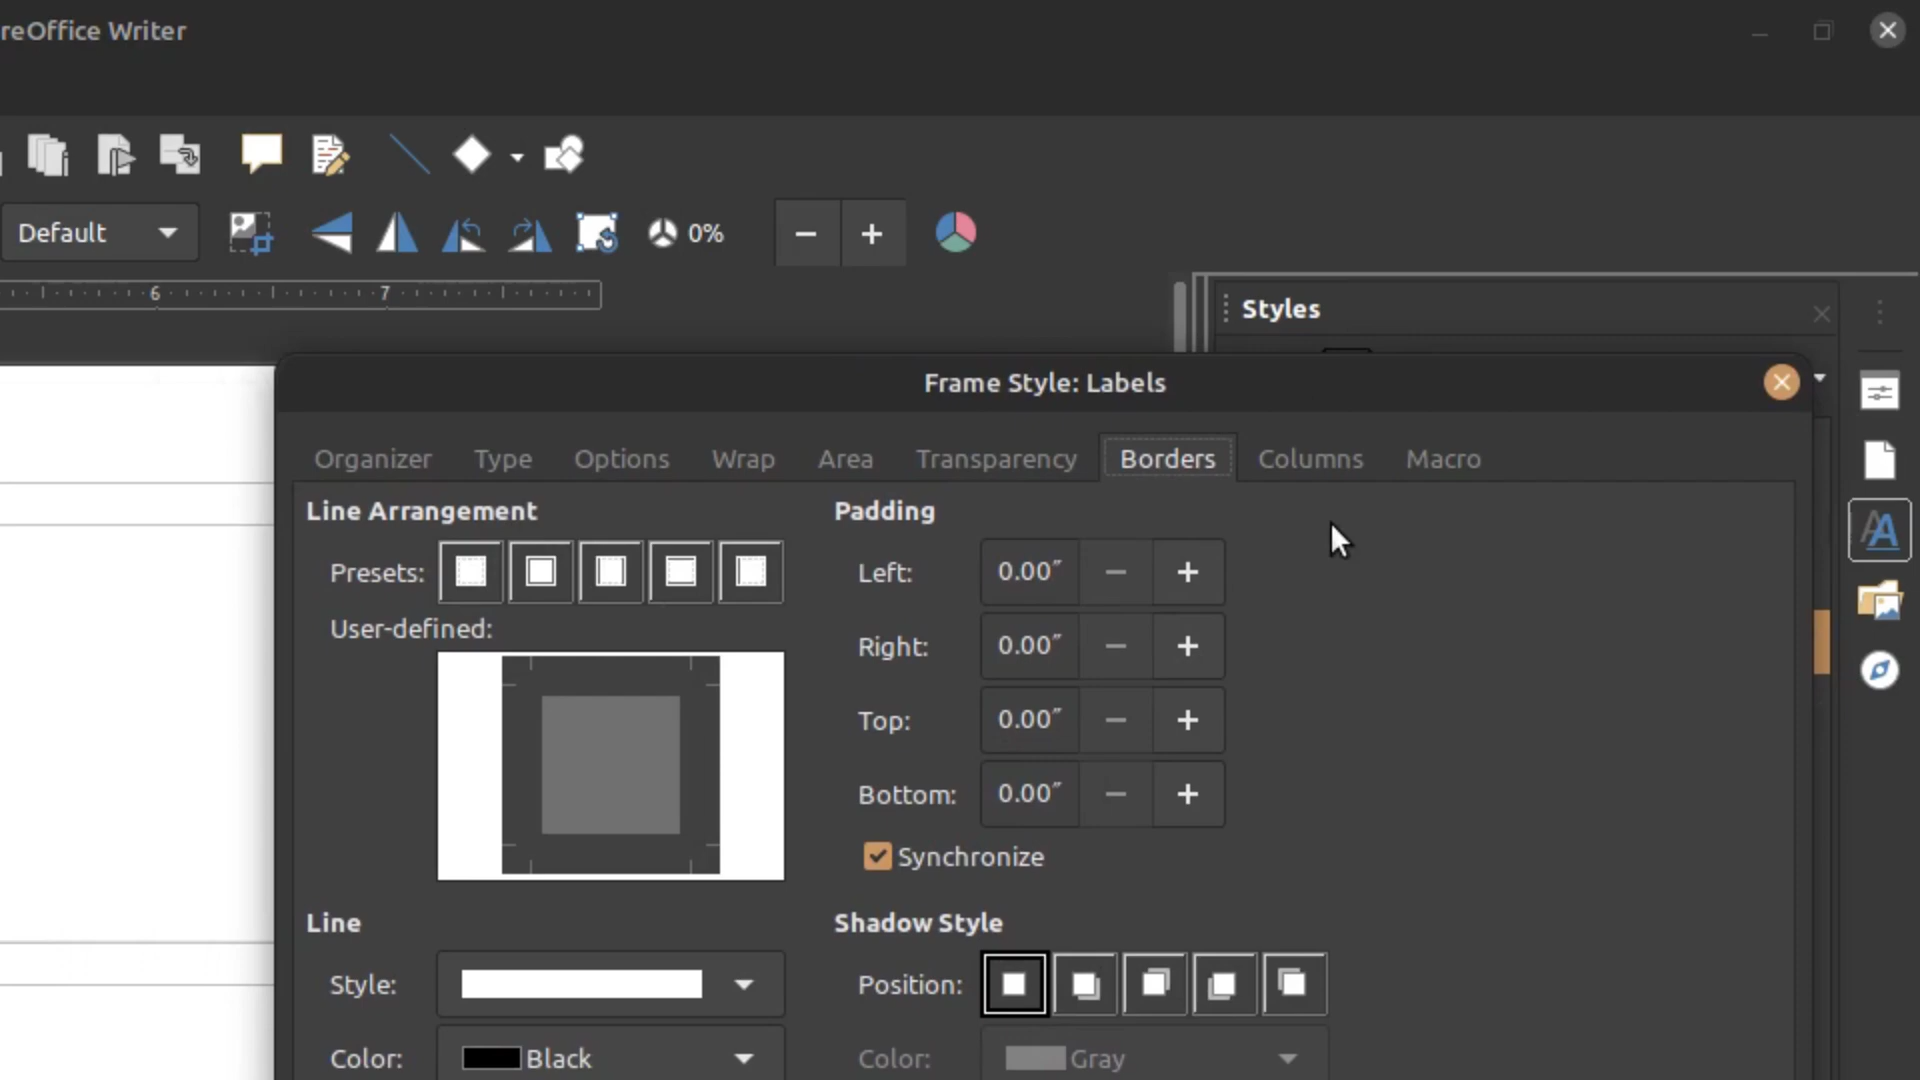 reOffice Writer
Default
0%
6 7
Styles
Frame Style: Labels
Organizer Type Options Wrap Area Transparency Borders Columns Macro
Line Arrangement
Presets:
User-defined:
Padding
Left: 0.00″
Right: 0.00″
Top: 0.00″
Bottom: 0.00″
Synchronize
Line
Style:
Color: Black
Shadow Style
Position:
Color: Gray